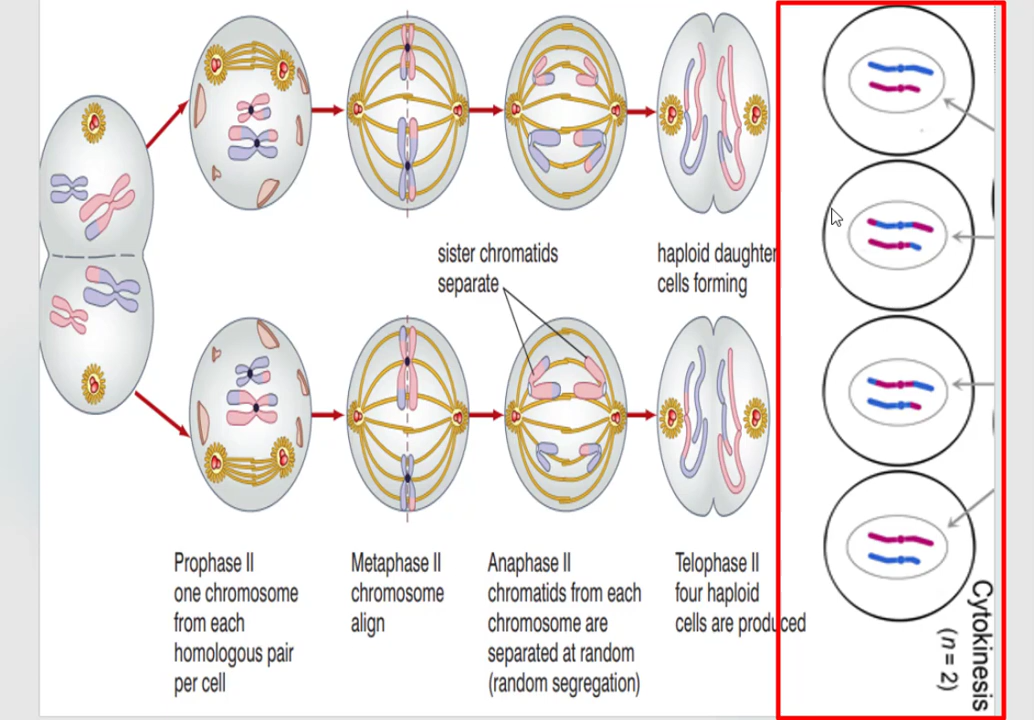 sister chromatids
separate
haploid daughter
cells forming
Prophase II
one chromosome
from each
homologous pair
per cell
Metaphase II
chromosome
align
Anaphase II
chromatids from each
chromosome are
separated at random
(random segregation)
Telophase II
four haploid
cells are produced
Cytokinesis
(n = 2)